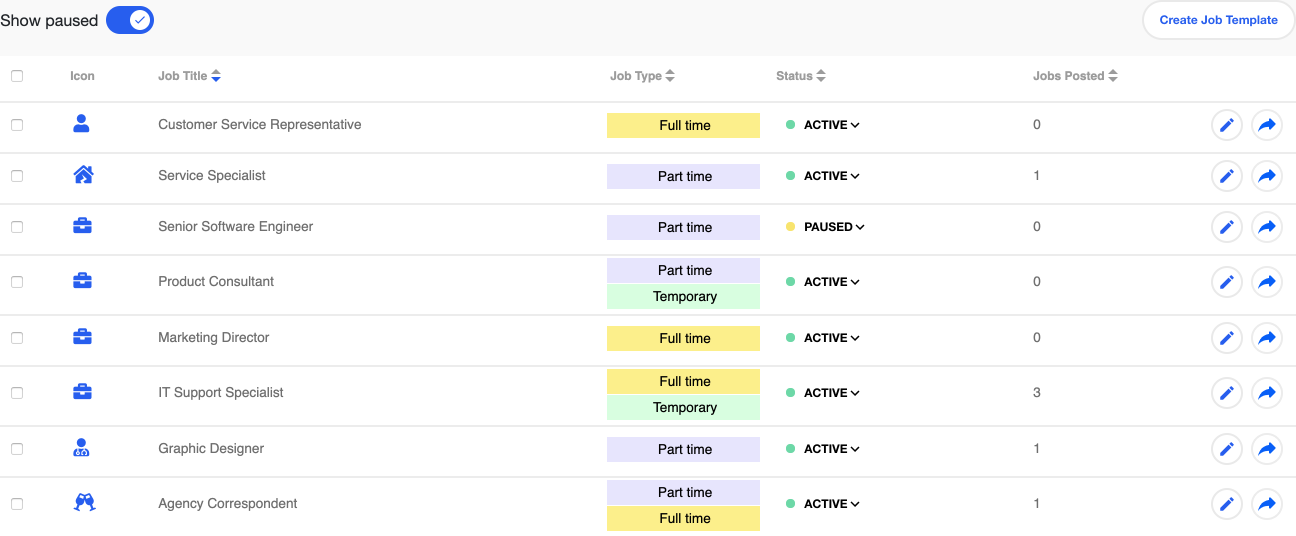 Show paused
Create Job Template
Icon Job Title Job Type Status Jobs Posted
Customer Service Representative Full time ACTIVE 0
Service Specialist Part time ACTIVE 1
Senior Software Engineer Part time PAUSED 0
Product Consultant Part time Temporary ACTIVE 0
Marketing Director Full time ACTIVE 0
IT Support Specialist Full time Temporary ACTIVE 3
Graphic Designer Part time ACTIVE 1
Agency Correspondent Part time Full time ACTIVE 1